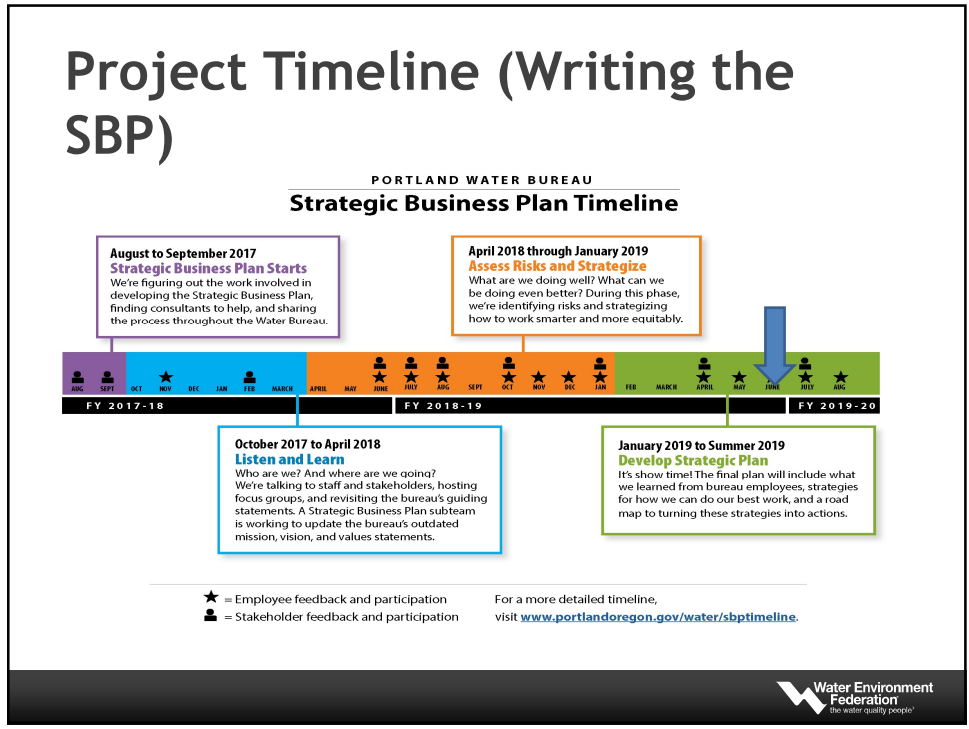 Project Timeline (Writing the
SBP)
PORTLAND WATER BUREAU
Strategic Business Plan Timeline
August to September 2017
Strategic Business Plan Starts
We're figuring out the work involved in
developing the Strategic Business Plan,
finding consultants to help, and sharing
the process throughout the Water Bureau.
April 2018 through January 2019
Assess Risks and Strategize
What are we doing well? What can we
be doing even better? During this phase,
we're identifying risks and strategizing
how to work smarter and more equitably.
AUG SEPT OCT NOV DEC JAN FEB MARCH APRIL MAY JUNE JULY AUG SEPT OCT NOV DEC JAN FEB MARCH APRIL MAY JUNE JULY AUG
FY 2017-18 FY 2018-19 FY 2019-20
October 2017 to April 2018
Listen and Learn
Who are we? And where are we going?
We're talking to staff and stakeholders, hosting
focus groups, and revisiting the bureau's guiding
statements. A Strategic Business Plan subteam
is working to update the bureau's outdated
mission, vision, and values statements.
January 2019 to Summer 2019
Develop Strategic Plan
It's show time! The final plan will include what
we learned from bureau employees, strategies
for how we can do our best work, and a road
map to turning these strategies into actions.
= Employee feedback and participation
= Stakeholder feedback and participation
For a more detailed timeline,
visit www.portlandoregon.gov/water/sbptimeline.
Water Environment
Federation
the water quality people®